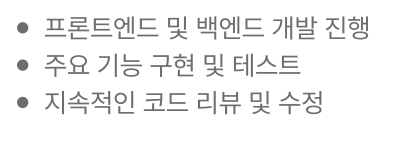 • 프론트엔드 및 백엔드 개발 진행
• 주요 기능 구현 및 테스트
• 지속적인 코드 리뷰 및 수정